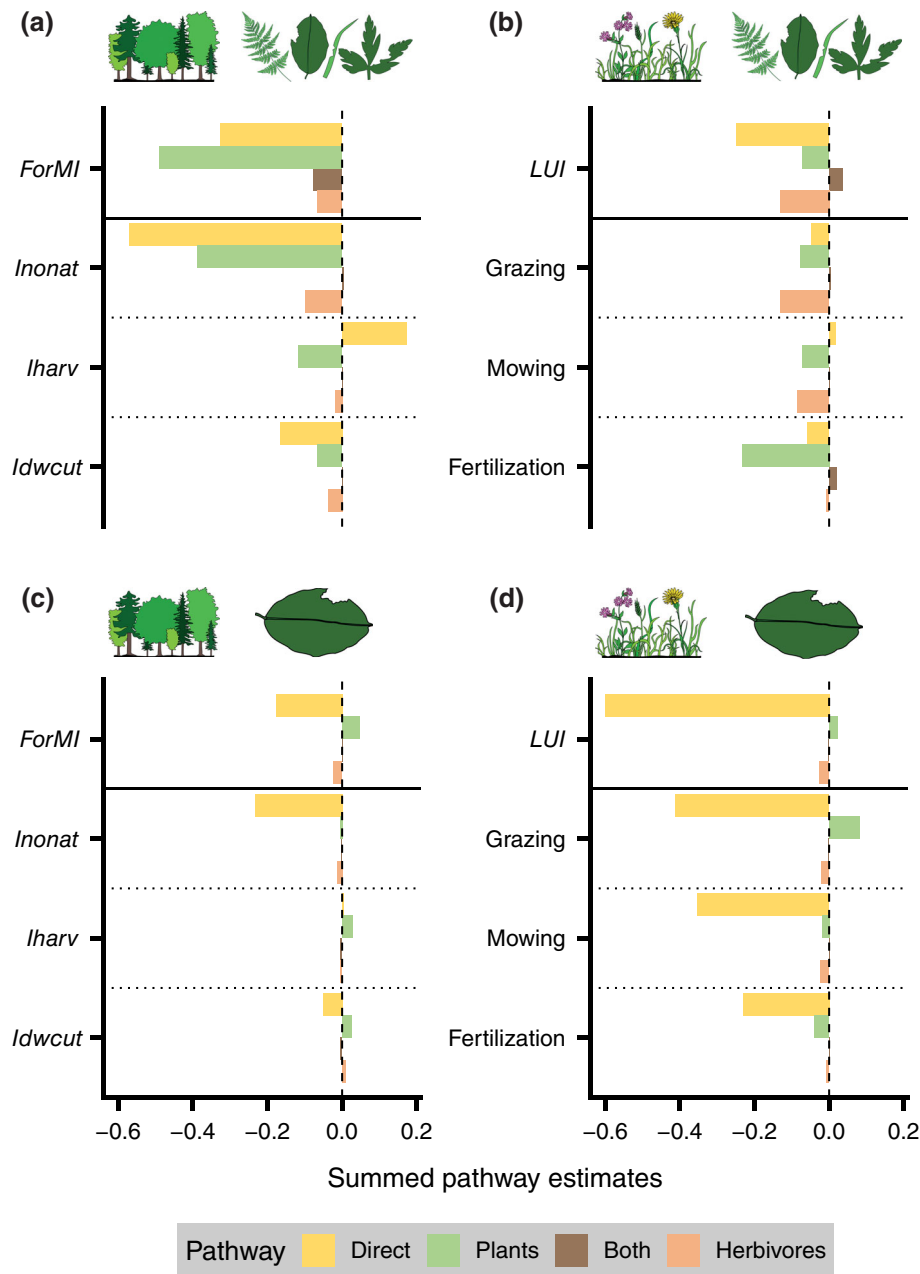 (a)
(b)
ForMI
Inonat
Iharv
Idwcut
LUI
Grazing
Mowing
Fertilization
(c)
(d)
ForMI
Inonat
Iharv
Idwcut
LUI
Grazing
Mowing
Fertilization
−0.6 −0.4 −0.2 0.0 0.2
−0.6 −0.4 −0.2 0.0 0.2
Summed pathway estimates
Pathway Direct Plants Both Herbivores